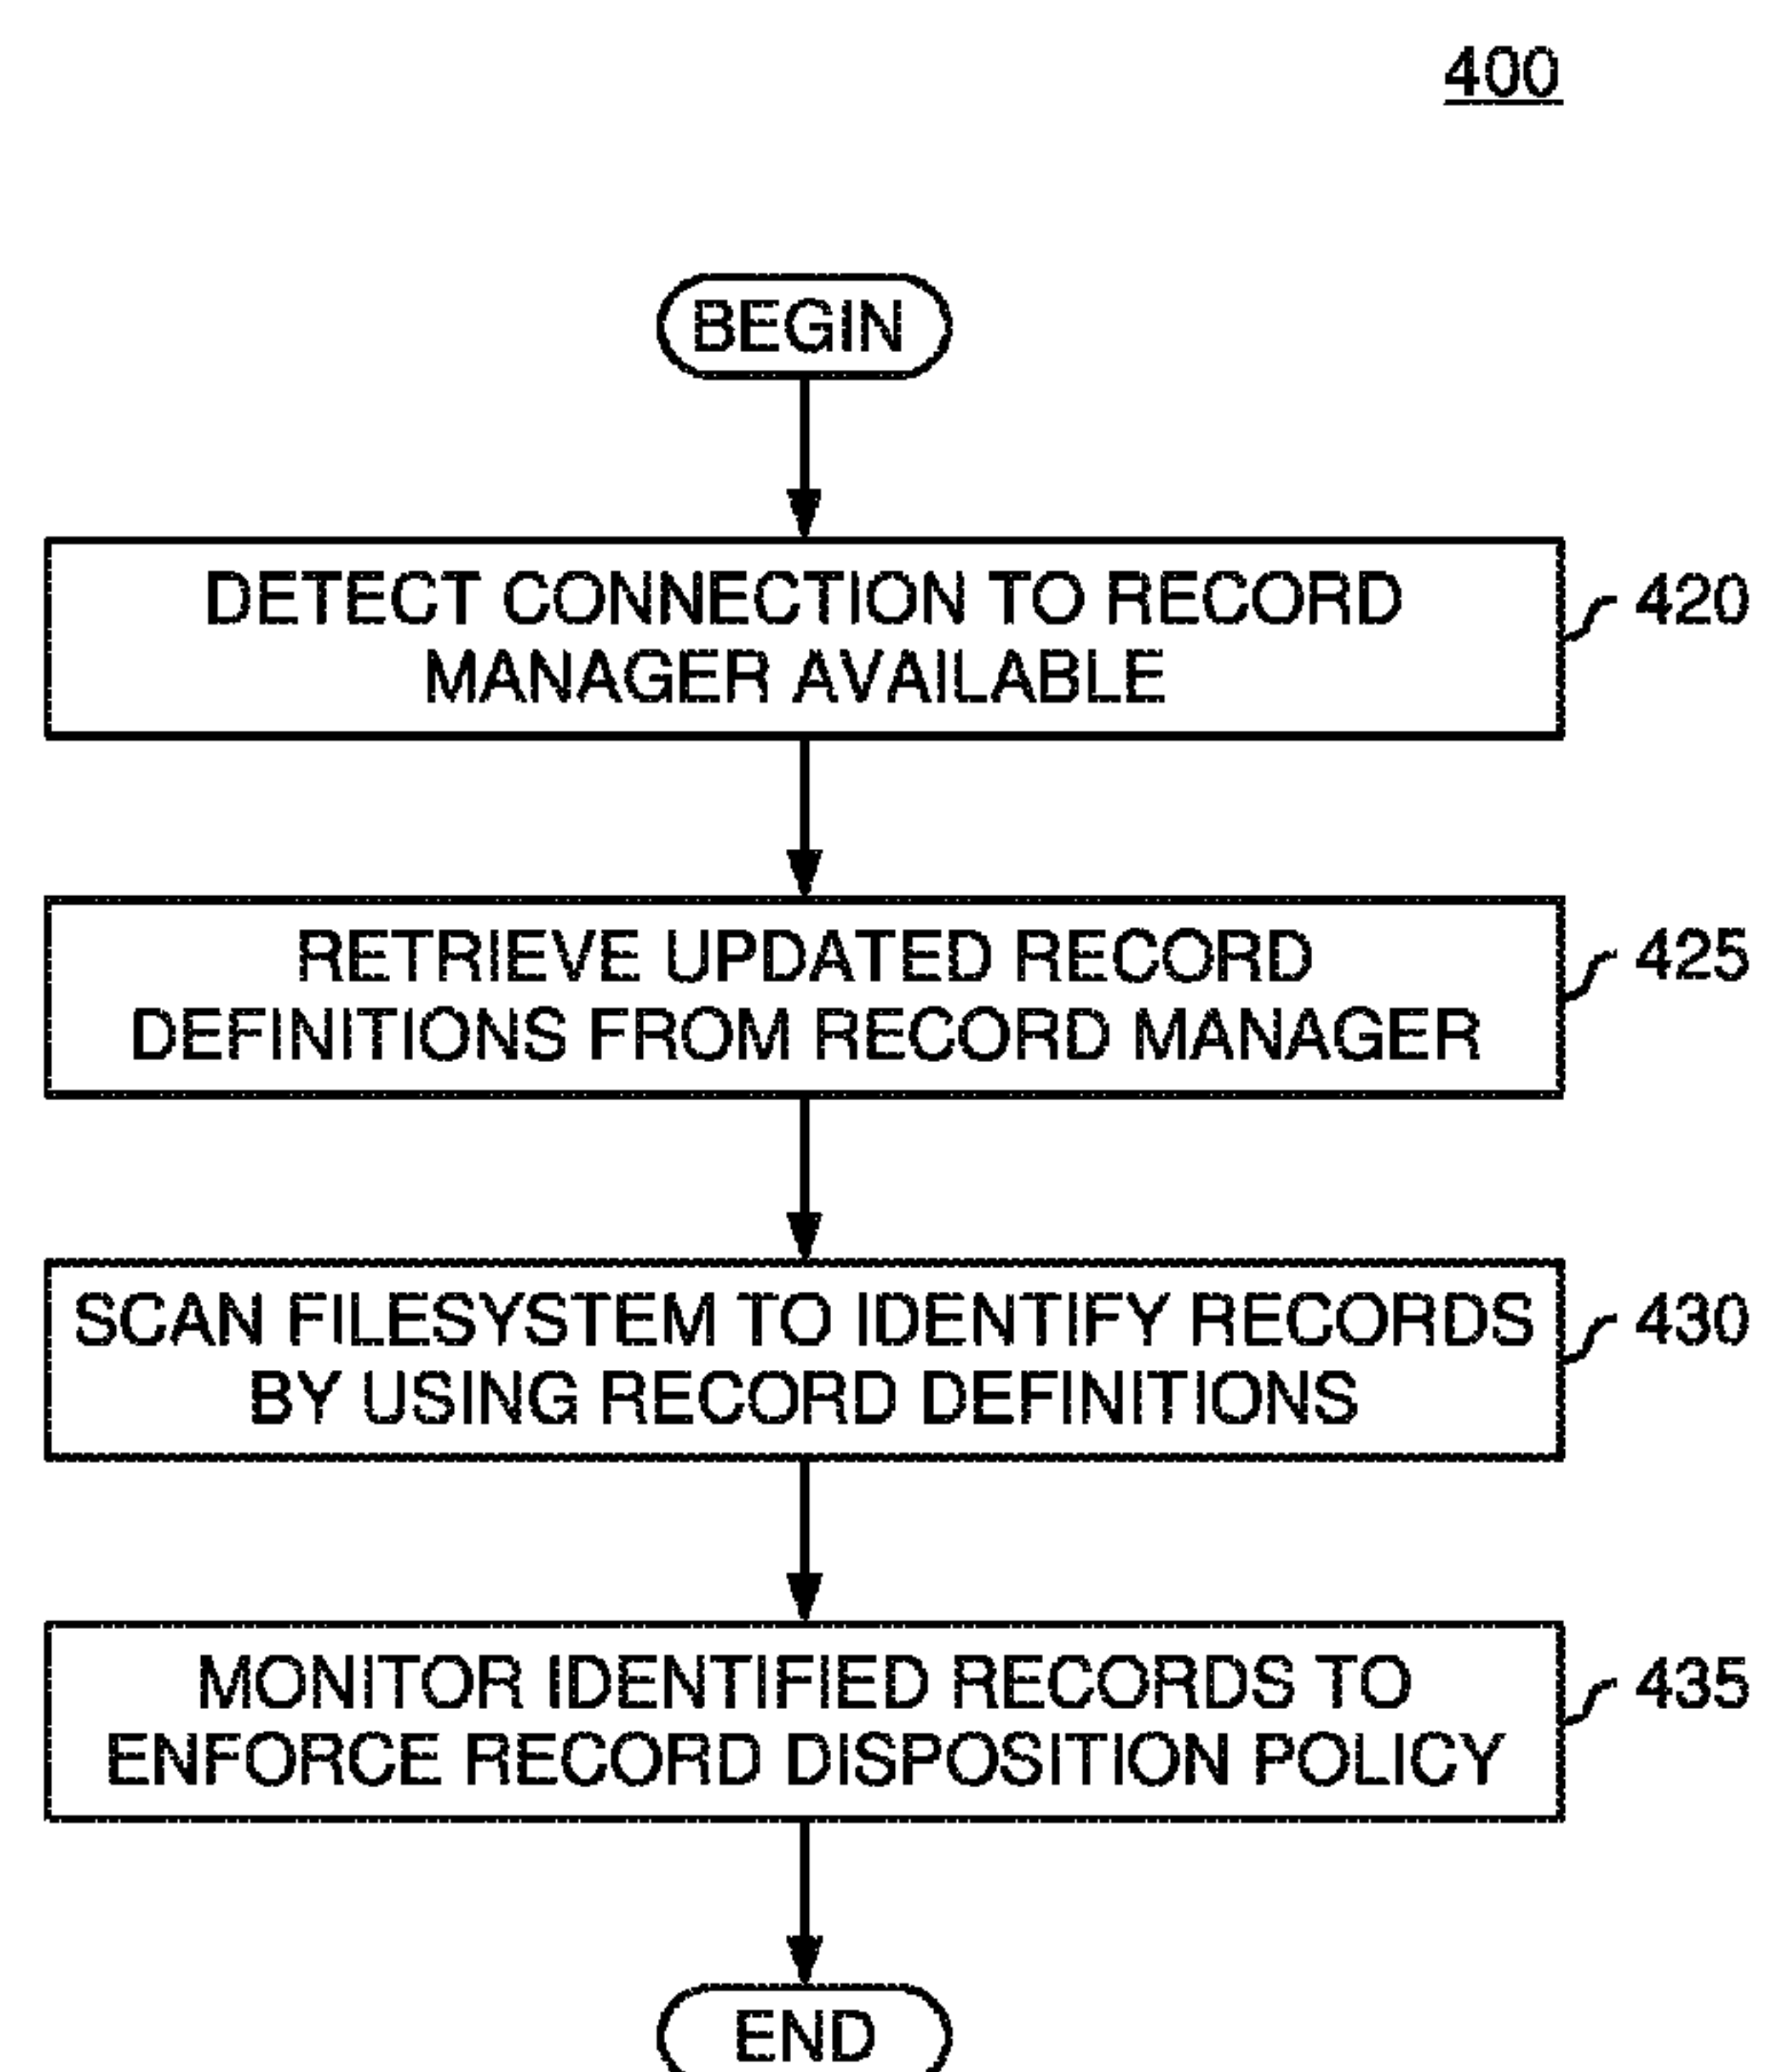 400
BEGIN
DETECT CONNECTION TO RECORD
MANAGER AVAILABLE
420
RETRIEVE UPDATED RECORD
DEFINITIONS FROM RECORD MANAGER
425
SCAN FILESYSTEM TO IDENTIFY RECORDS
BY USING RECORD DEFINITIONS
430
MONITOR IDENTIFIED RECORDS TO
ENFORCE RECORD DISPOSITION POLICY
435
END